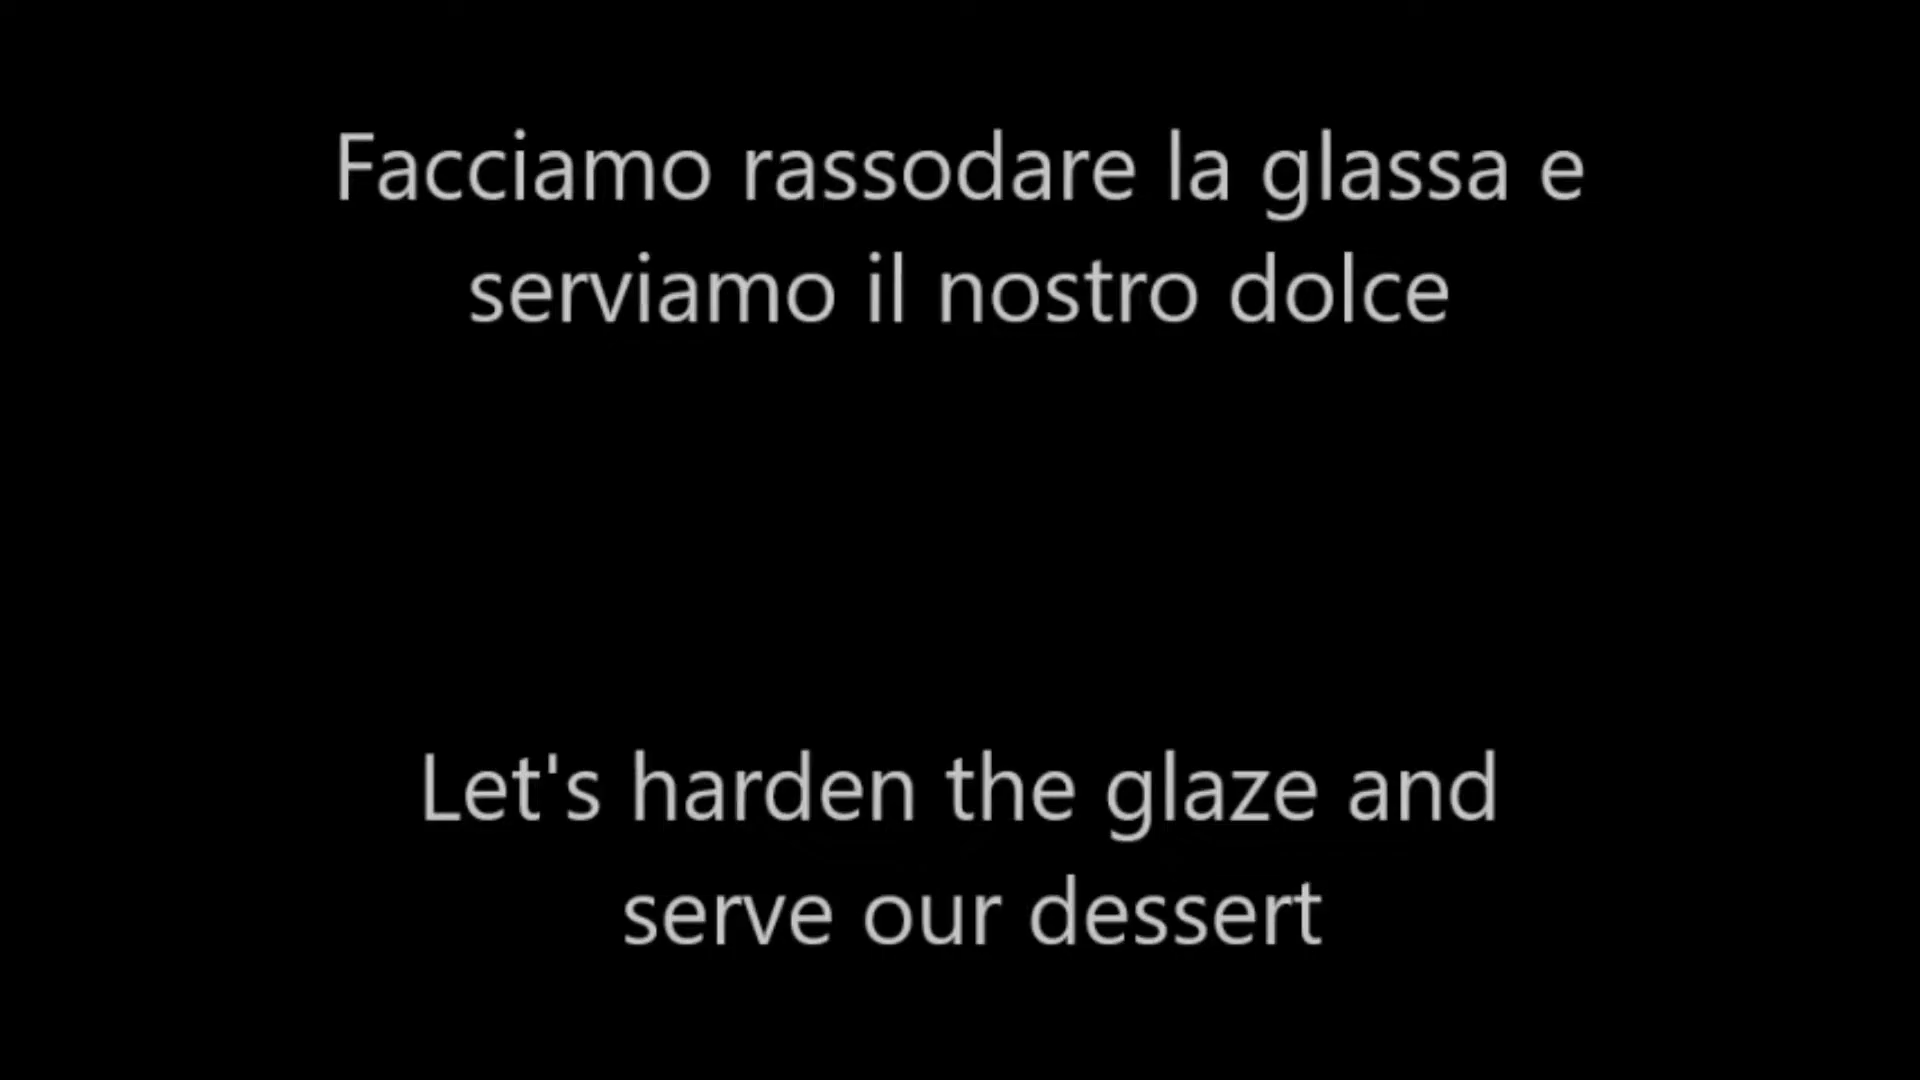 Facciamo rassodare la glassa e
serviamo il nostro dolce
Let's harden the glaze and
serve our dessert